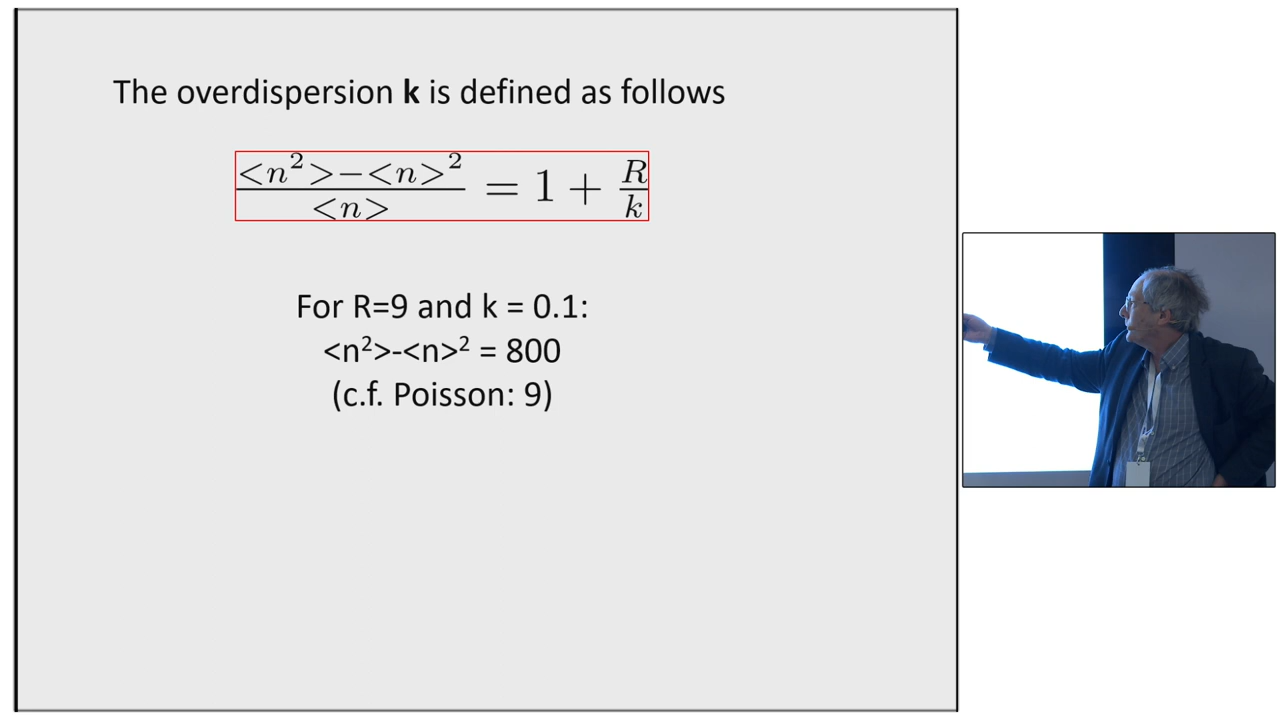 The overdispersion k is defined as follows
<n²>−<n>² / <n> = 1 + R/k
For R=9 and k = 0.1:
<n²>-<n>² = 800
(c.f. Poisson: 9)